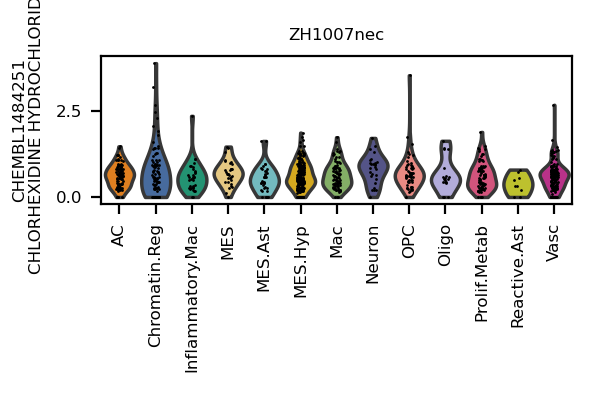 ZH1007nec
CHEMBL1484251
CHLORHEXIDINE HYDROCHLORID
2.5
0.0
AC
Chromatin.Reg
Inflammatory.Mac
MES
MES.Ast
MES.Hyp
Mac
Neuron
OPC
Oligo
Prolif.Metab
Reactive.Ast
Vasc